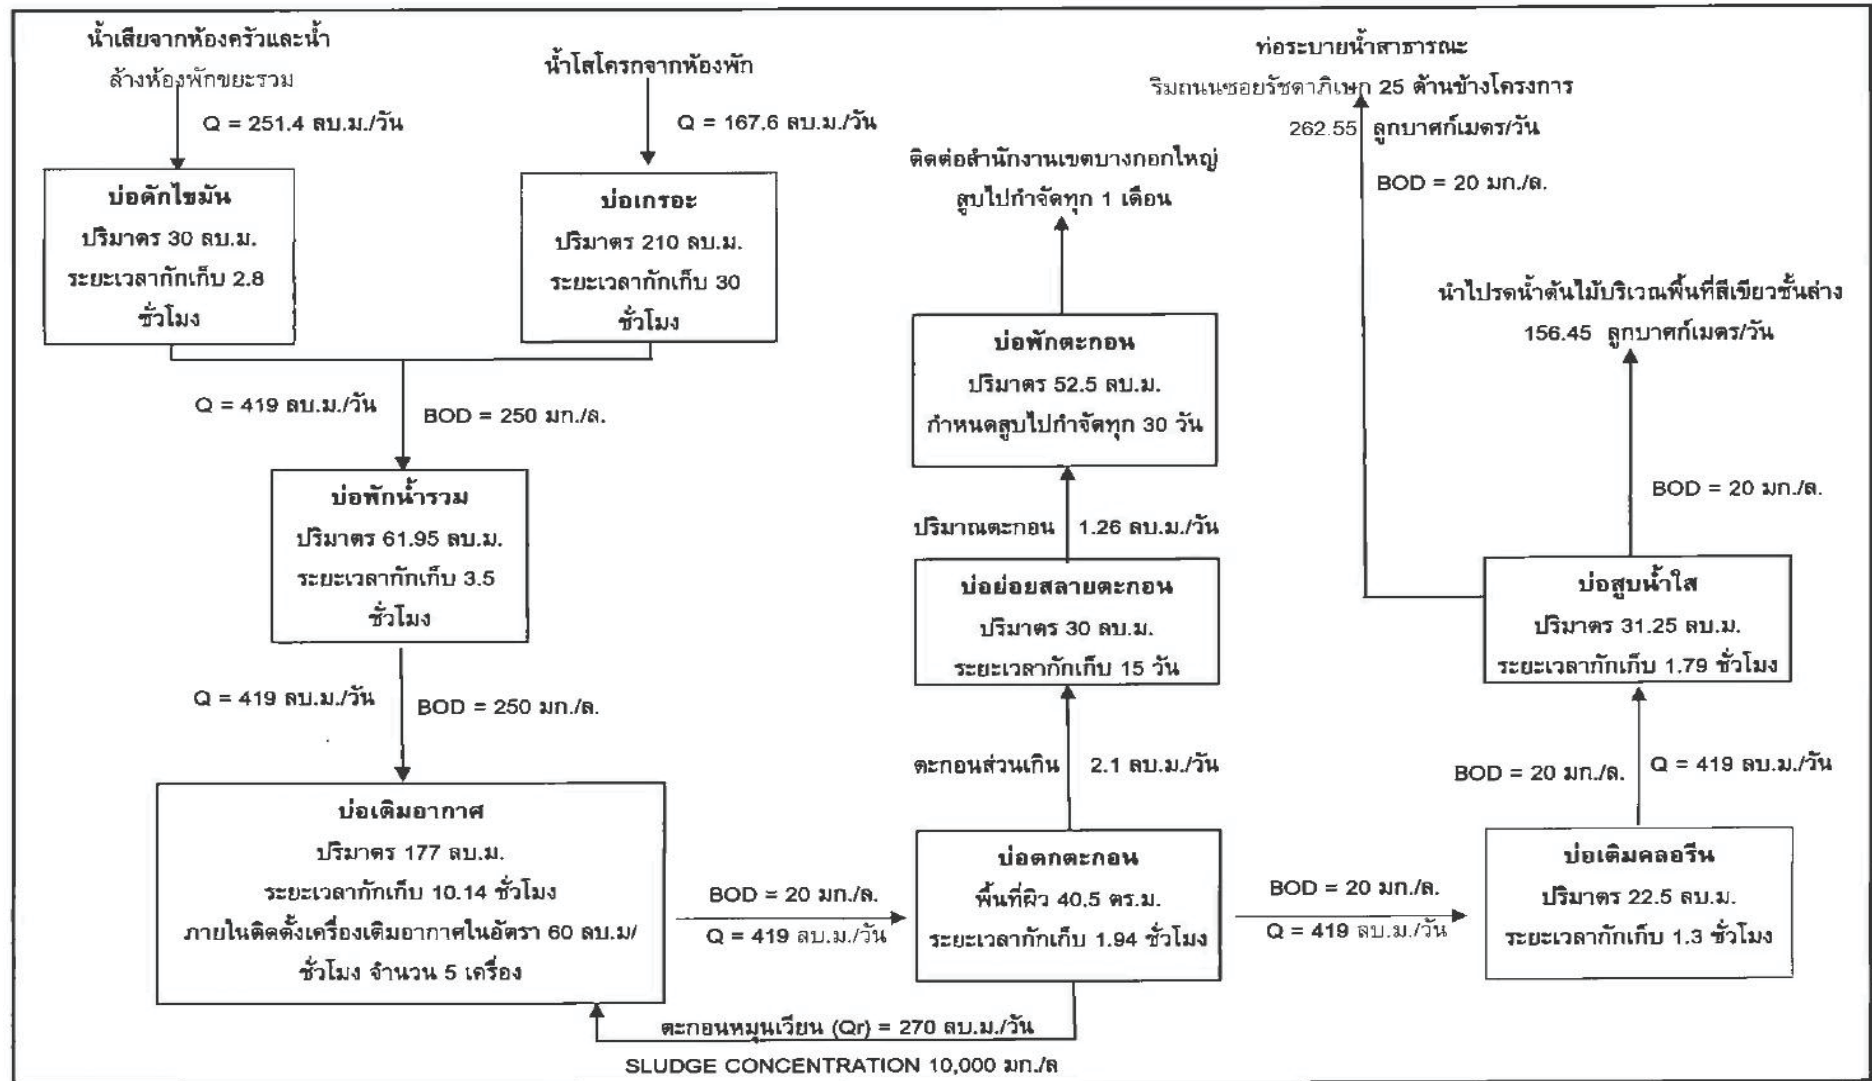 น้ำเสียจากห้องครัวและน้ำ
ล้างห้องพักขยะรวม
Q = 251.4 ลบ.ม./วัน
บ่อดักไขมัน
ปริมาตร 30 ลบ.ม.
ระยะเวลากักเก็บ 2.8
ชั่วโมง
น้ำโสโครกจากห้องพัก
Q = 167.6 ลบ.ม./วัน
บ่อเกรอะ
ปริมาตร 210 ลบ.ม.
ระยะเวลากักเก็บ 30
ชั่วโมง
Q = 419 ลบ.ม./วัน
BOD = 250 มก./ล.
บ่อพักน้ำรวม
ปริมาตร 61.95 ลบ.ม.
ระยะเวลากักเก็บ 3.5
ชั่วโมง
Q = 419 ลบ.ม./วัน
BOD = 250 มก./ล.
บ่อเติมอากาศ
ปริมาตร 177 ลบ.ม.
ระยะเวลากักเก็บ 10.14 ชั่วโมง
ภายในติดตั้งเครื่องเติมอากาศในอัตรา 60 ลบ.ม/
ชั่วโมง จำนวน 5 เครื่อง
BOD = 20 มก./ล.
Q = 419 ลบ.ม./วัน
ติดต่อสำนักงานเขตบางกอกใหญ่
สูบไปกำจัดทุก 1 เดือน
บ่อพักตะกอน
ปริมาตร 52.5 ลบ.ม.
กำหนดสูบไปกำจัดทุก 30 วัน
ปริมาณตะกอน 1.26 ลบ.ม./วัน
บ่อย่อยสลายตะกอน
ปริมาตร 30 ลบ.ม.
ระยะเวลากักเก็บ 15 วัน
ตะกอนส่วนเกิน 2.1 ลบ.ม./วัน
บ่อตกตะกอน
พื้นที่ผิว 40.5 ตร.ม.
ระยะเวลากักเก็บ 1.94 ชั่วโมง
ตะกอนหมุนเวียน (Qr) = 270 ลบ.ม./วัน
SLUDGE CONCENTRATION 10,000 มก./ล
BOD = 20 มก./ล.
Q = 419 ลบ.ม./วัน
ท่อระบายน้ำสาธารณะ
ริมถนนซอยรัชดาภิเษก 25 ด้านข้างโครงการ
262.55 ลูกบาศก์เมตร/วัน
BOD = 20 มก./ล.
นำไปรดน้ำต้นไม้บริเวณพื้นที่สีเขียวชั้นล่าง
156.45 ลูกบาศก์เมตร/วัน
BOD = 20 มก./ล.
บ่อสูบน้ำใส
ปริมาตร 31.25 ลบ.ม.
ระยะเวลากักเก็บ 1.79 ชั่วโมง
BOD = 20 มก./ล.
Q = 419 ลบ.ม./วัน
บ่อเติมคลอรีน
ปริมาตร 22.5 ลบ.ม.
ระยะเวลากักเก็บ 1.3 ชั่วโมง